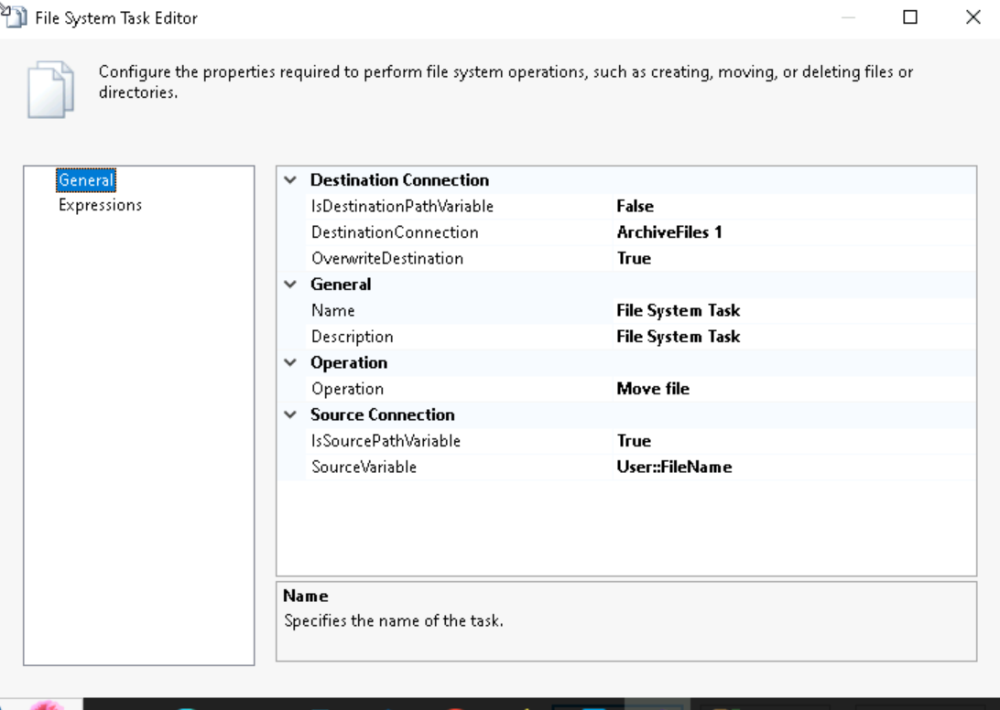 File System Task Editor
Configure the properties required to perform file system operations, such as creating, moving, or deleting files or
directories.
General
Expressions
Destination Connection
IsDestinationPathVariable False
DestinationConnection ArchiveFiles 1
OverwriteDestination True
General
Name File System Task
Description File System Task
Operation
Operation Move file
Source Connection
IsSourcePathVariable True
SourceVariable User::FileName
Name
Specifies the name of the task.